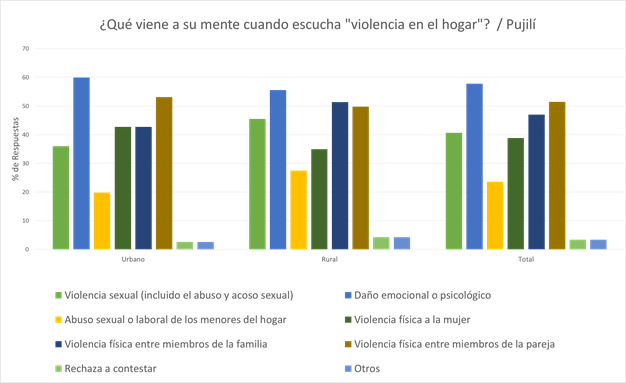 ¿Qué viene a su mente cuando escucha "violencia en el hogar"? / Pujilí
70
60
50
40
30
20
10
0
% de Respuestas
Urbano Rural Total
Violencia sexual (incluido el abuso y acoso sexual) Daño emocional o psicológico
Abuso sexual o laboral de los menores del hogar Violencia física a la mujer
Violencia física entre miembros de la familia Violencia física entre miembros de la pareja
Rechaza a contestar Otros